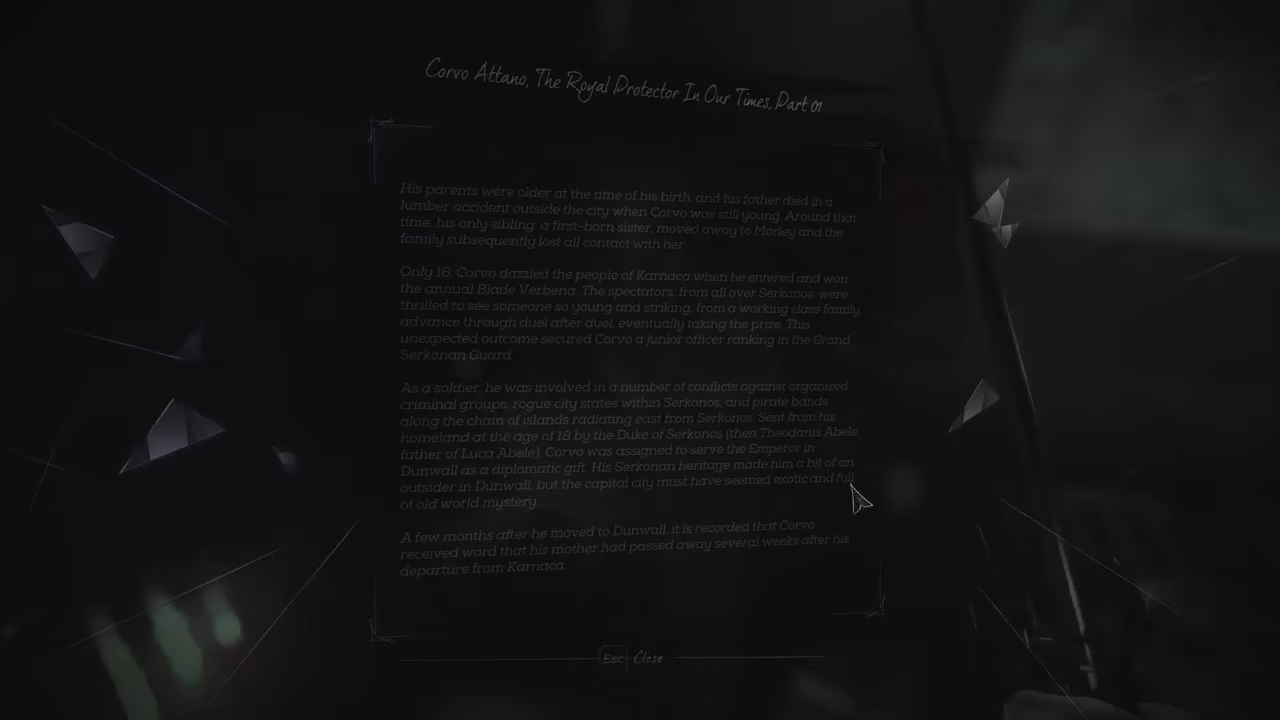 Corvo Attano, The Royal Protector In Our Times, Part 01
His parents were older at the time of his birth, and his father died in a
lumber accident outside the city when Corvo was still young. Around that
time, his only sibling, a first-born sister, moved away to Morley and the
family subsequently lost all contact with her.
Only 16, Corvo dazzled the people of Karnaca when he entered and won
the annual Blade Verbena. The spectators, from all over Serkonos, were
thrilled to see someone so young and striking, from a working class family,
advance through duel after duel, eventually taking the prize. This
unexpected outcome secured Corvo a junior officer ranking in the Grand
Serkonan Guard.
As a soldier, he was involved in a number of conflicts against organized
criminal groups, rogue city states within Serkonos, and pirate bands
along the chain of islands radiating east from Serkonos. Sent from his
homeland at the age of 18 by the Duke of Serkonos (then Theodanis Abele,
father of Luca Abele), Corvo was assigned to serve the Emperor in
Dunwall as a diplomatic gift. His Serkonan heritage made him a bit of an
outsider in Dunwall, but the capital city must have seemed exotic and full
of old world mystery.
A few months after he moved to Dunwall, it is recorded that Corvo
received word that his mother had passed away several weeks after his
departure from Karnaca.
Esc Close